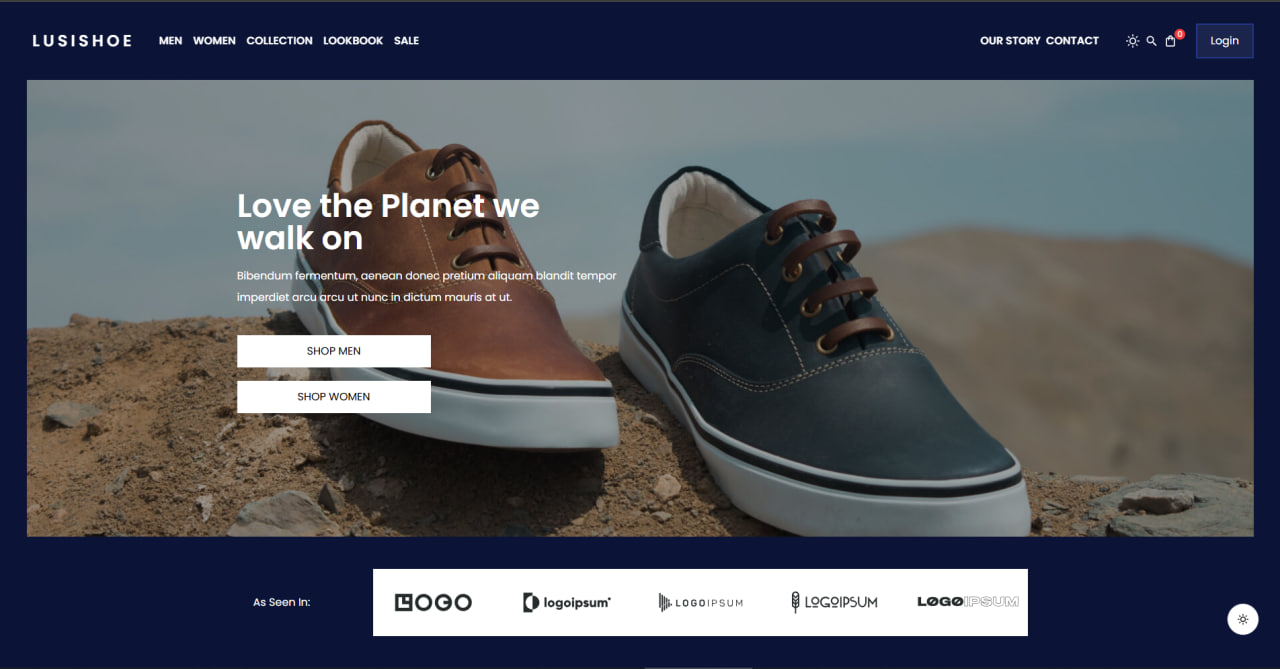 LUSISHOE MEN WOMEN COLLECTION LOOKBOOK SALE OUR STORY CONTACT 0 Login
Love the Planet we
walk on
Bibendum fermentum, aenean donec pretium aliquam blandit tempor
imperdiet arcu arcu ut nunc in dictum mauris at ut.
SHOP MEN
SHOP WOMEN
As Seen In: LOGO logoipsum LOGOIPSUM LOGOIPSUM LOGOIPSUM